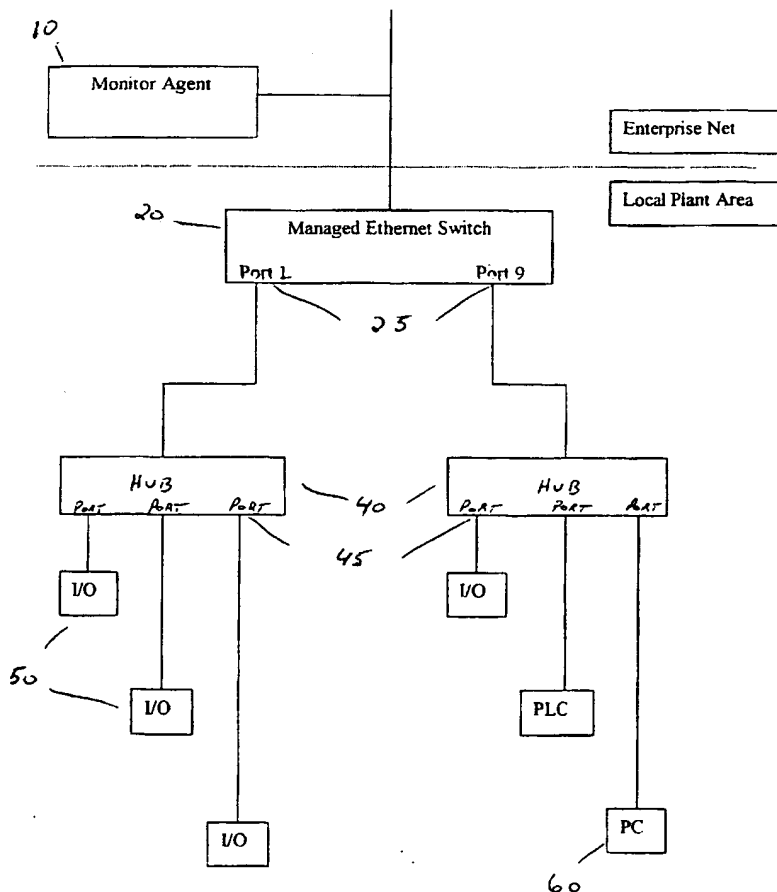 10
Monitor Agent
Enterprise Net
Local Plant Area
20
Managed Ethernet Switch
Port 1 Port 9
25
HUB HUB
PORT PORT PORT PORT PORT PORT
40
45
I/O I/O
50
I/O PLC
I/O PC
60